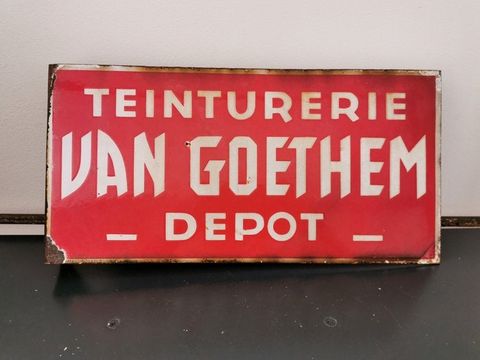 TEINTURERIE
VAN GOETHEM
_ DEPOT _